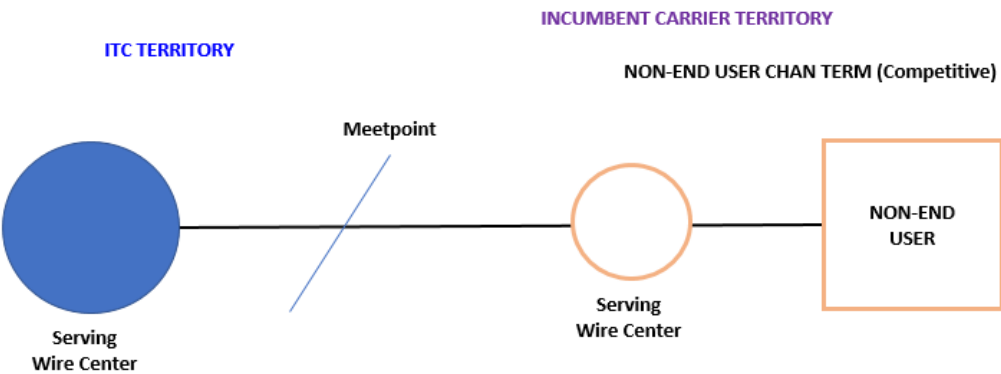 INCUMBENT CARRIER TERRITORY
ITC TERRITORY
NON-END USER CHAN TERM (Competitive)
Meetpoint
NON-END
USER
Serving
Wire Center
Serving
Wire Center